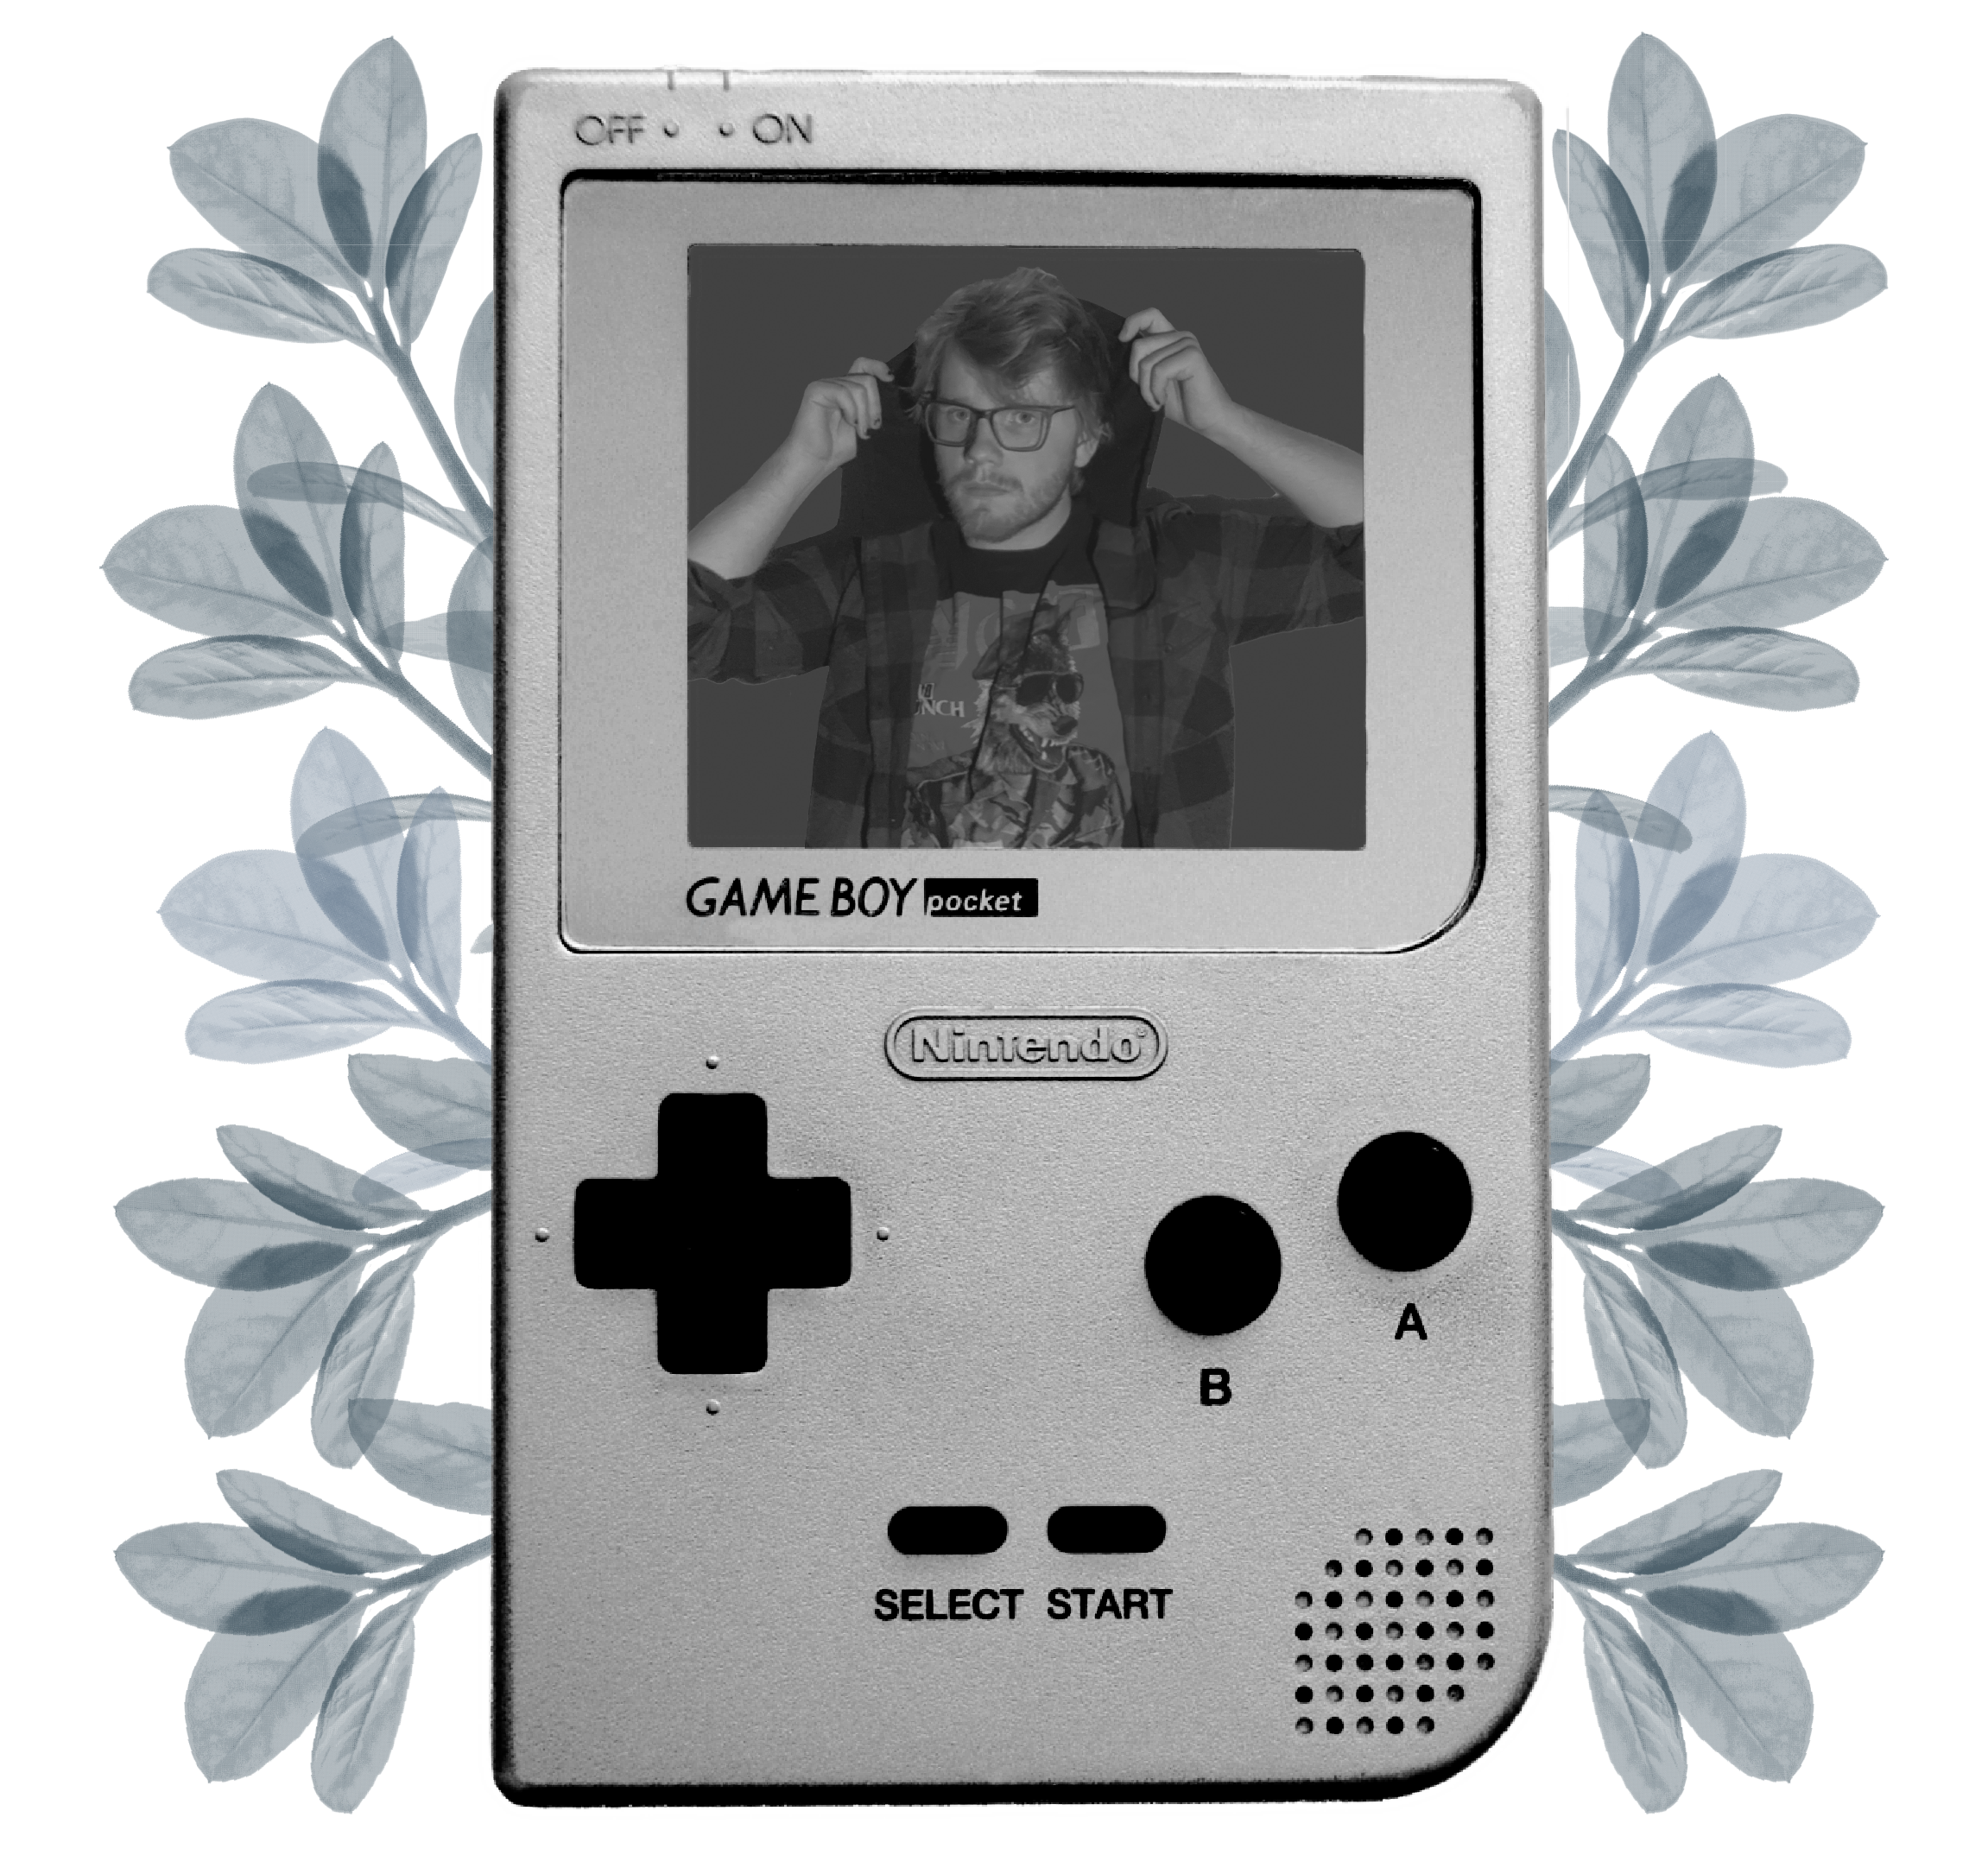 OFF ON
NCH
GAME BOY pocket
Nintendo
A
B
SELECT START